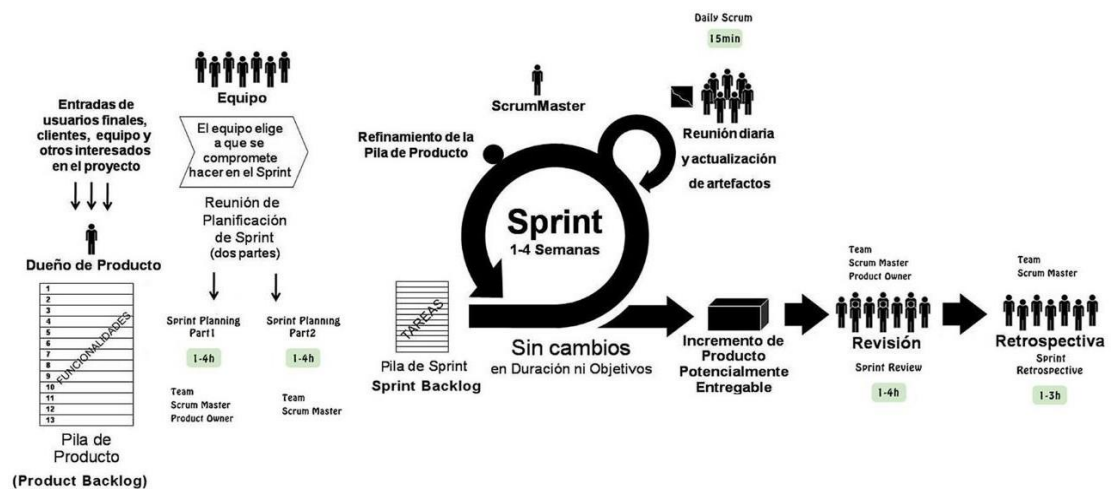 Entradas de
usuarios finales,
clientes, equipo y
otros interesados
en el proyecto
Dueño de Producto
1
2
3
4
5
6
7
8
9
10
11
12
13
FUNCIONALIDADES
Pila de
Producto
(Product Backlog)
Equipo
El equipo elige
a que se
compromete
hacer en el Sprint
Reunión de
Planificación
de Sprint
(dos partes)
Sprint Planning
Part1
1-4h
Team
Scrum Master
Product Owner
Sprint Planning
Part2
1-4h
Team
Scrum Master
ScrumMaster
Refinamiento de la
Pila de Producto
Daily Scrum
15min
Reunión diaria
y actualización
de artefactos
Sprint
1-4 Semanas
TAREAS
Pila de Sprint
Sprint Backlog
Sin cambios
en Duración ni Objetivos
Incremento de
Producto
Potencialmente
Entregable
Team
Scrum Master
Product Owner
Revisión
Sprint Review
1-4h
Team
Scrum Master
Retrospectiva
Sprint
Retrospective
1-3h